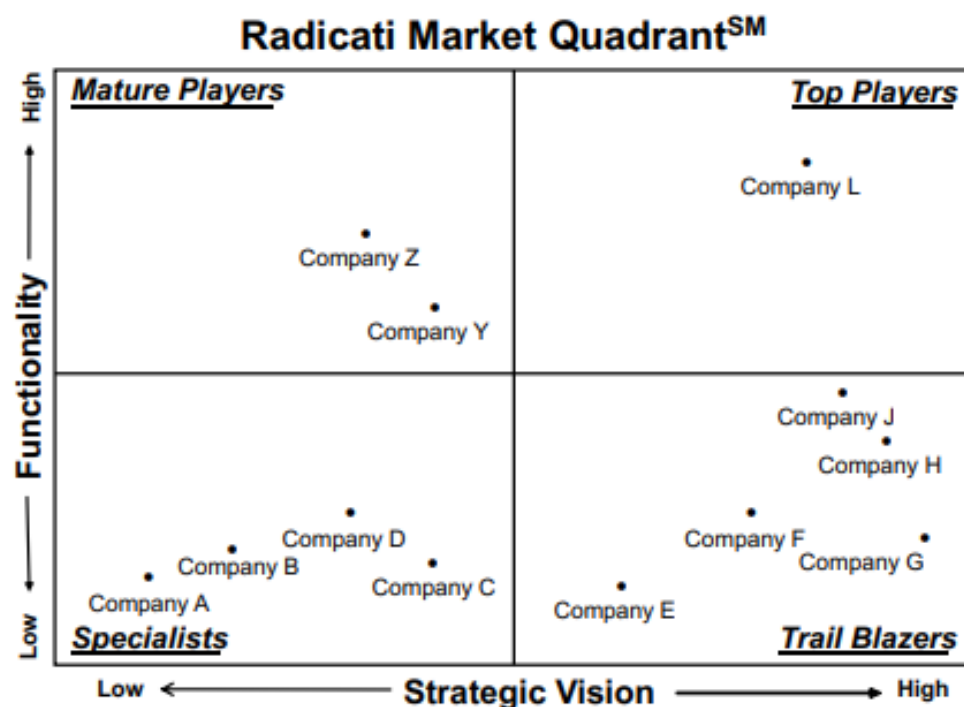 Radicati Market Quadrant℠
High
Mature Players
Top Players
Company L
Company Z
Company Y
Functionality
Company J
Company H
Company D
Company F
Company B
Company G
Company A
Company C
Company E
Low
Specialists
Trail Blazers
Low
Strategic Vision
High